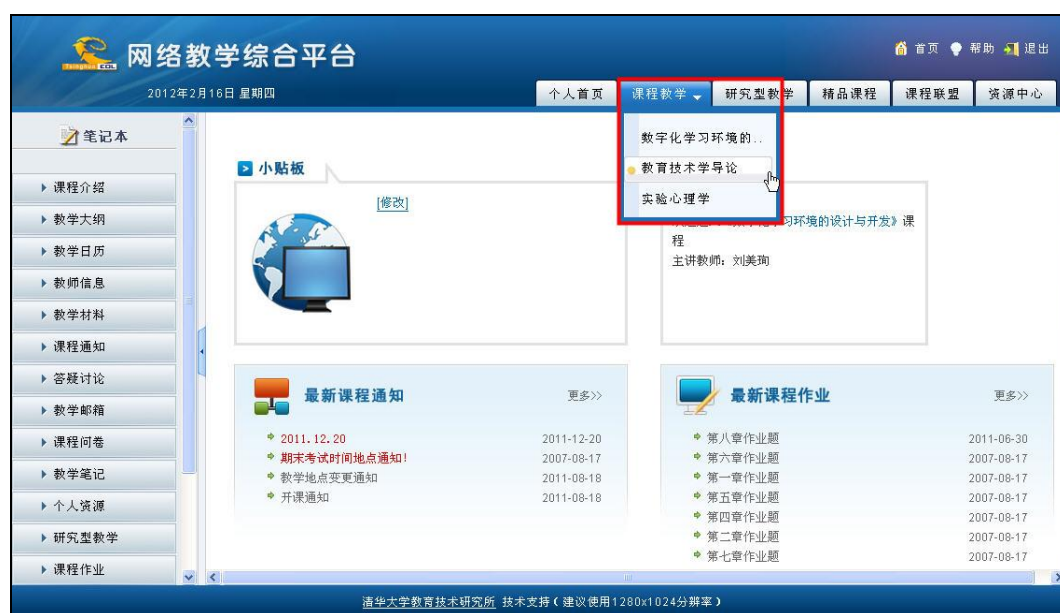 网络教学综合平台
首页 帮助 退出
2012年2月16日 星期四
个人首页 课程教学 研究型教学 精品课程 课程联盟 资源中心
数字化学习环境的..
教育技术学导论
实验心理学
笔记本
课程介绍
教学大纲
教学日历
教师信息
教学材料
课程通知
答疑讨论
教学邮箱
课程问卷
教学笔记
个人资源
研究型教学
课程作业
小贴板
[修改]
习环境的设计与开发》课
程
主讲教师：刘美珣
最新课程通知 更多>>
2011.12.20 2011-12-20
期末考试时间地点通知! 2007-08-17
教学地点变更通知 2011-08-18
开课通知 2011-08-18
最新课程作业 更多>>
第八章作业题 2011-06-30
第六章作业题 2007-08-17
第一章作业题 2007-08-17
第五章作业题 2007-08-17
第四章作业题 2007-08-17
第二章作业题 2007-08-17
第七章作业题 2007-08-17
清华大学教育技术研究所 技术支持(建议使用1280x1024分辨率)